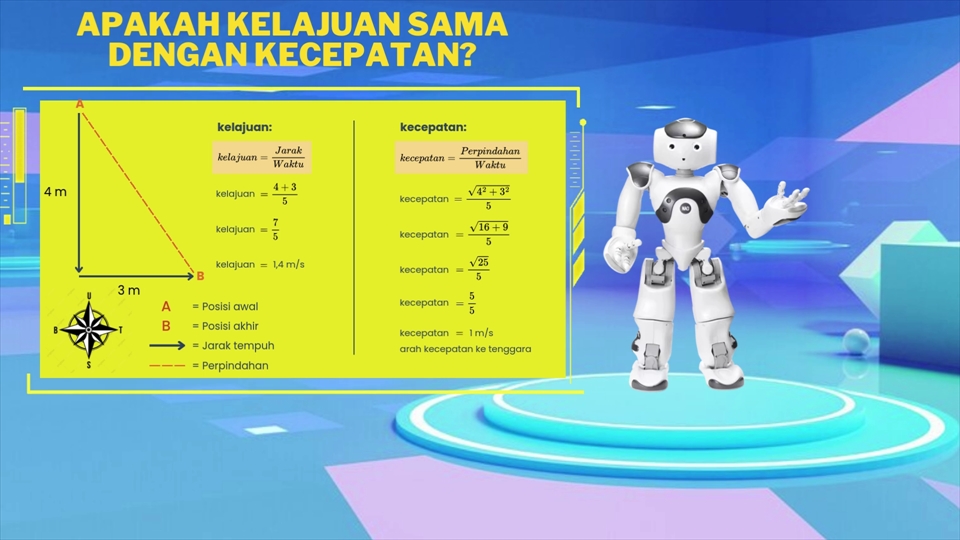 APAKAH KELAJUAN SAMA
DENGAN KECEPATAN?
A
4 m
B
3 m
U
B T
S
A = Posisi awal
B = Posisi akhir
= Jarak tempuh
= Perpindahan
kelajuan:
kelajuan = Jarak / Waktu
kelajuan = 4 + 3 / 5
kelajuan = 7 / 5
kelajuan = 1,4 m/s
kecepatan:
kecepatan = Perpindahan / Waktu
kecepatan = √4² + 3² / 5
kecepatan = √16 + 9 / 5
kecepatan = √25 / 5
kecepatan = 5 / 5
kecepatan = 1 m/s
arah kecepatan ke tenggara